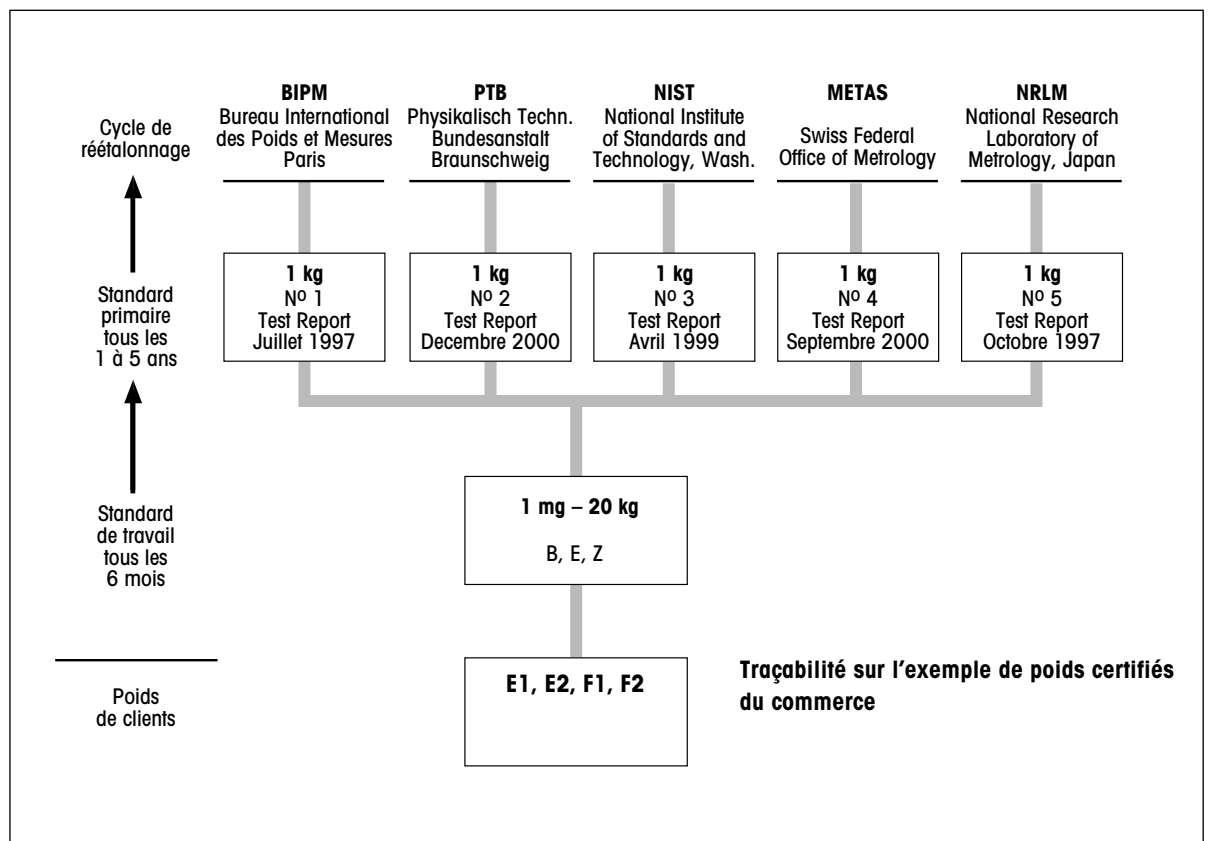 Cycle de
réétalonnage
BIPM
Bureau International
des Poids et Mesures
Paris
PTB
Physikalisch Techn.
Bundesanstalt
Braunschweig
NIST
National Institute
of Standards and
Technology, Wash.
METAS
Swiss Federal
Office of Metrology
NRLM
National Research
Laboratory of
Metrology, Japan
Standard
primaire
tous les
1 à 5 ans
1 kg
Nº 1
Test Report
Juillet 1997
1 kg
Nº 2
Test Report
Decembre 2000
1 kg
Nº 3
Test Report
Avril 1999
1 kg
Nº 4
Test Report
Septembre 2000
1 kg
Nº 5
Test Report
Octobre 1997
Standard
de travail
tous les
6 mois
1 mg – 20 kg
B, E, Z
Poids
de clients
E1, E2, F1, F2
Traçabilité sur l'exemple de poids certifiés
du commerce